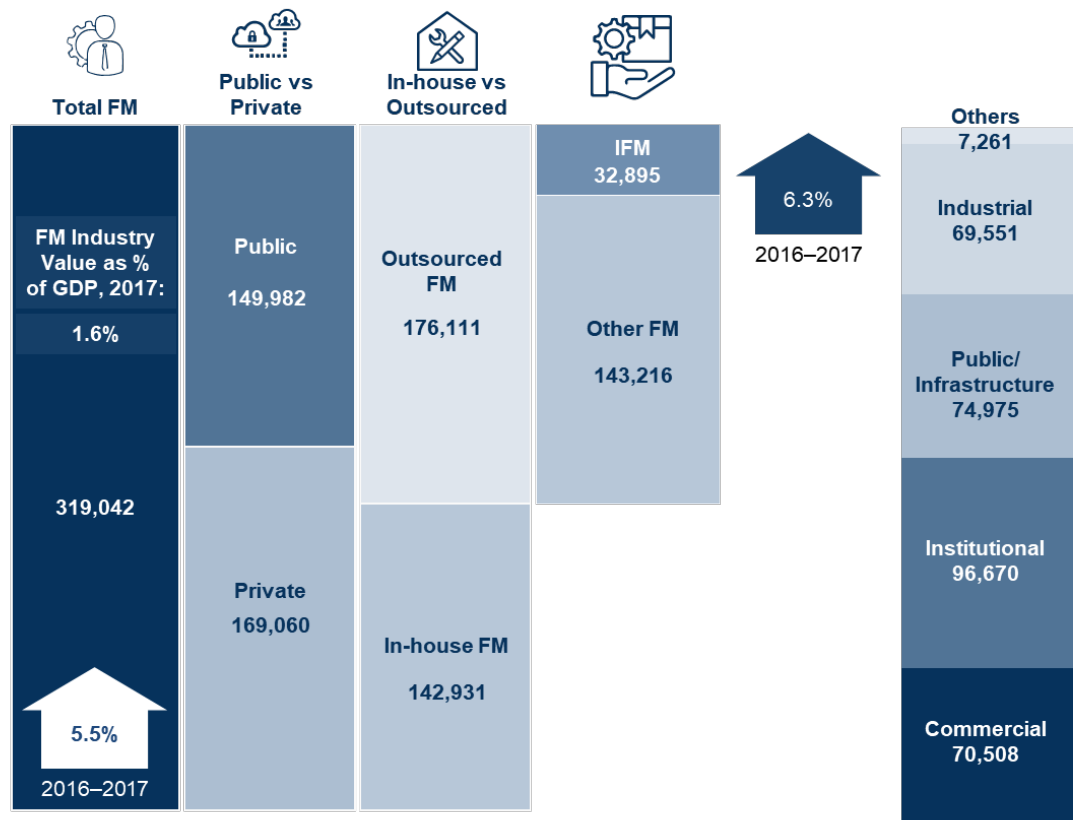 Total FM
Public vs
Private
In-house vs
Outsourced
FM Industry
Value as %
of GDP, 2017:
1.6%
319,042
5.5%
2016–2017
Public
149,982
Private
169,060
Outsourced
FM
176,111
In-house FM
142,931
IFM
32,895
Other FM
143,216
6.3%
2016–2017
Others
7,261
Industrial
69,551
Public/
Infrastructure
74,975
Institutional
96,670
Commercial
70,508